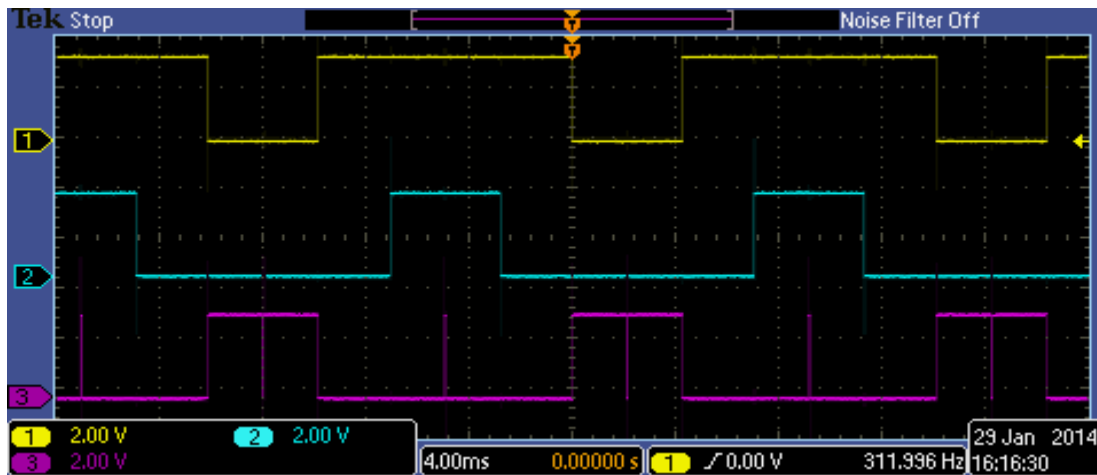 Tek Stop Noise Filter Off
T
T
1
2
3
1 2.00 V 2 2.00 V
3 2.00 V
4.00ms 0.00000 s 1 / 0.00 V 311.996 Hz
29 Jan 2014
16:16:30